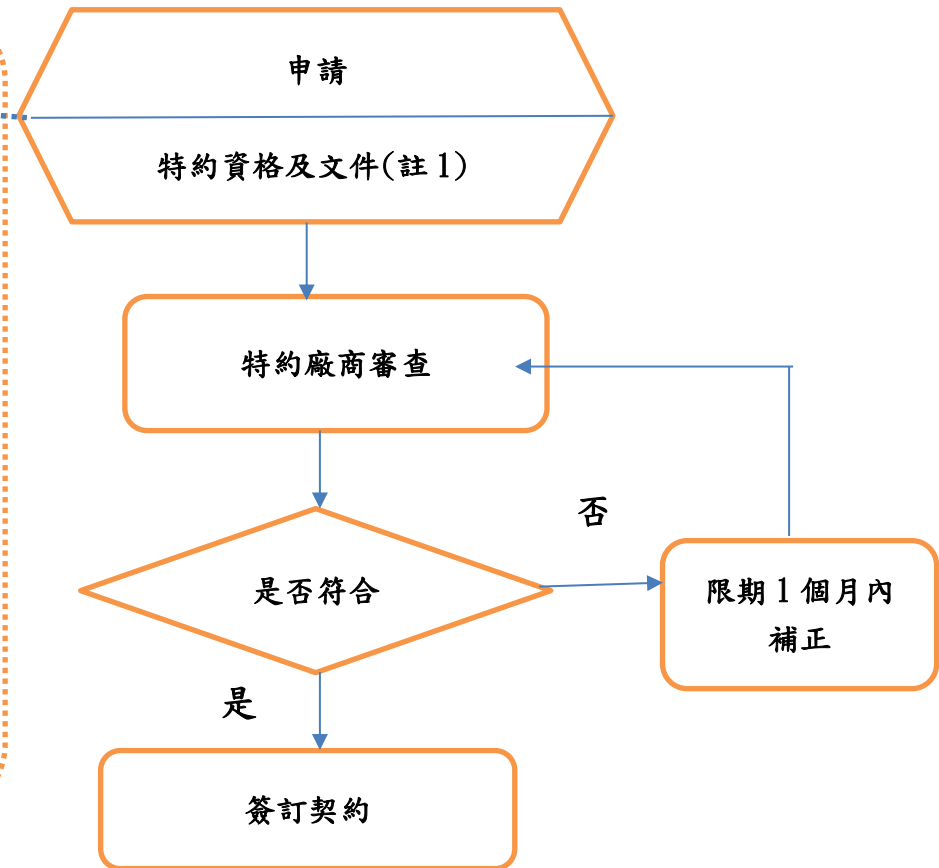 申請
特約資格及文件(註1)
特約廠商審查
否
是否符合
限期1個月內
補正
是
簽訂契約